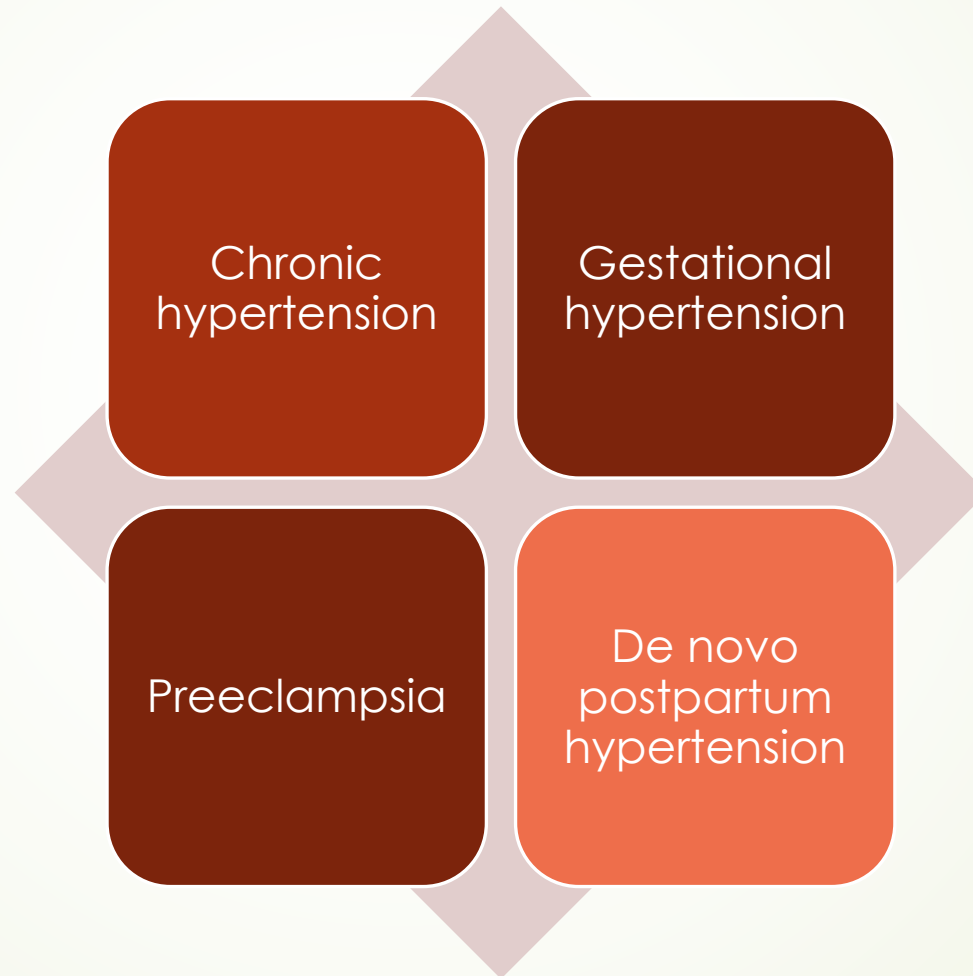 Chronic
hypertension
Gestational
hypertension
Preeclampsia
De novo
postpartum
hypertension